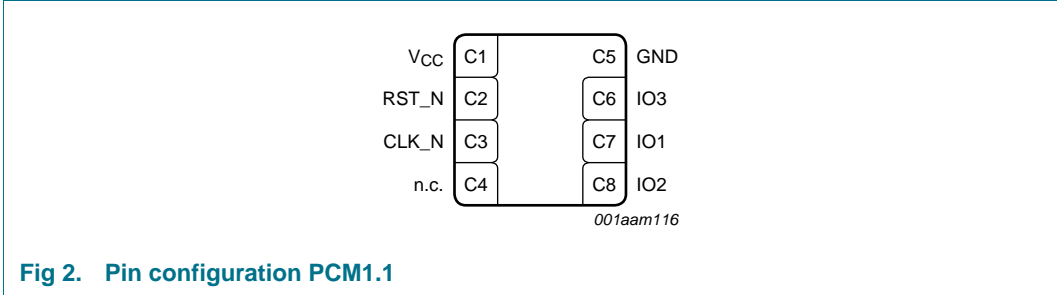 VCC C1 C5 GND
RST_N C2 C6 IO3
CLK_N C3 C7 IO1
n.c. C4 C8 IO2
001aam116
Fig 2. Pin configuration PCM1.1